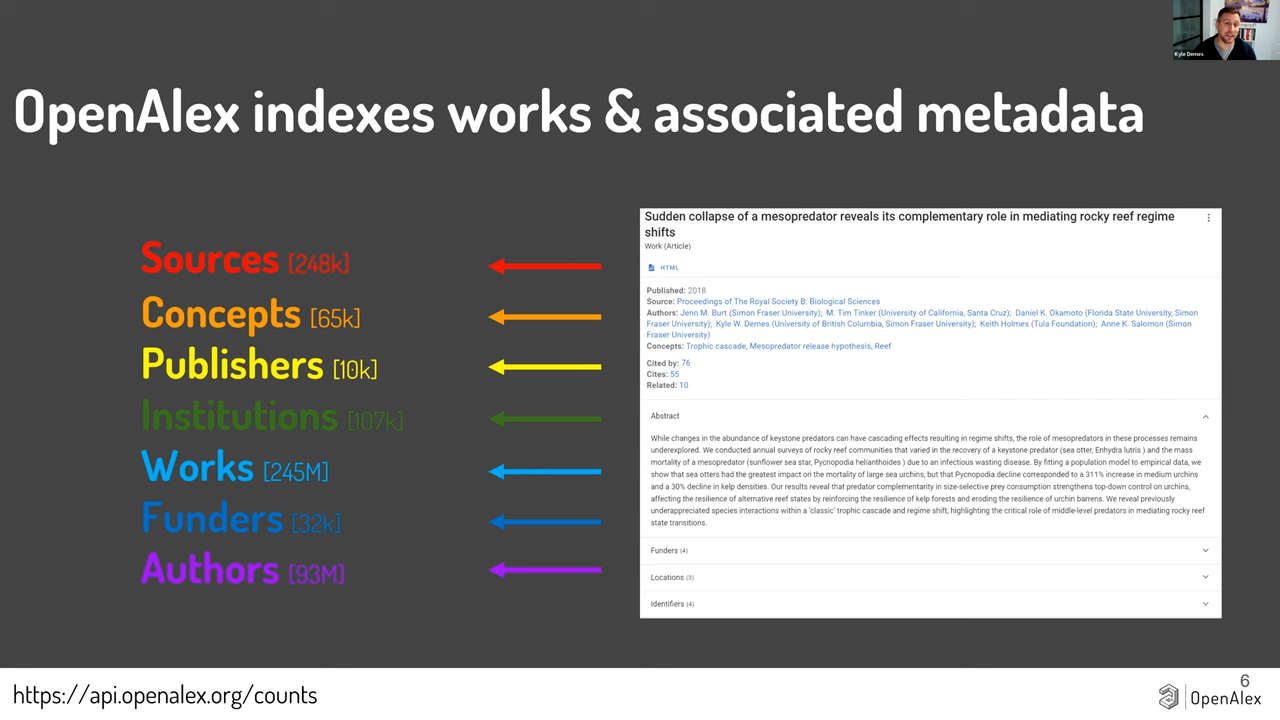 Kyle Demes
OpenAlex indexes works & associated metadata
Sources [248k]
Concepts [65k]
Publishers [10k]
Institutions [107k]
Works [245M]
Funders [32k]
Authors [93M]
Sudden collapse of a mesopredator reveals its complementary role in mediating rocky reef regime
shifts
Work (Article)
HTML
Published: 2018
Source: Proceedings of The Royal Society B: Biological Sciences
Authors: Jenn M. Burt (Simon Fraser University); M. Tim Tinker (University of California, Santa Cruz); Daniel K. Okamoto (Florida State University, Simon
Fraser University); Kyle W. Demes (University of British Columbia, Simon Fraser University); Keith Holmes (Tula Foundation); Anne K. Salomon (Simon
Fraser University)
Concepts: Trophic cascade, Mesopredator release hypothesis, Reef
Cited by: 76
Cites: 55
Related: 10
Abstract
While changes in the abundance of keystone predators can have cascading effects resulting in regime shifts, the role of mesopredators in these processes remains
underexplored. We conducted annual surveys of rocky reef communities that varied in the recovery of a keystone predator (sea otter, Enhydra lutris ) and the mass
mortality of a mesopredator (sunflower sea star, Pycnopodia helianthoides ) due to an infectious wasting disease. By fitting a population model to empirical data, we
show that sea otters had the greatest impact on the mortality of large sea urchins, but that Pycnopodia decline corresponded to a 311% increase in medium urchins
and a 30% decline in kelp densities. Our results reveal that predator complementarity in size-selective prey consumption strengthens top-down control on urchins,
affecting the resilience of alternative reef states by reinforcing the resilience of kelp forests and eroding the resilience of urchin barrens. We reveal previously
underappreciated species interactions within a 'classic' trophic cascade and regime shift, highlighting the critical role of middle-level predators in mediating rocky reef
state transitions.
Funders (4)
Locations (3)
Identifiers (4)
https://api.openalex.org/counts
6
OpenAlex